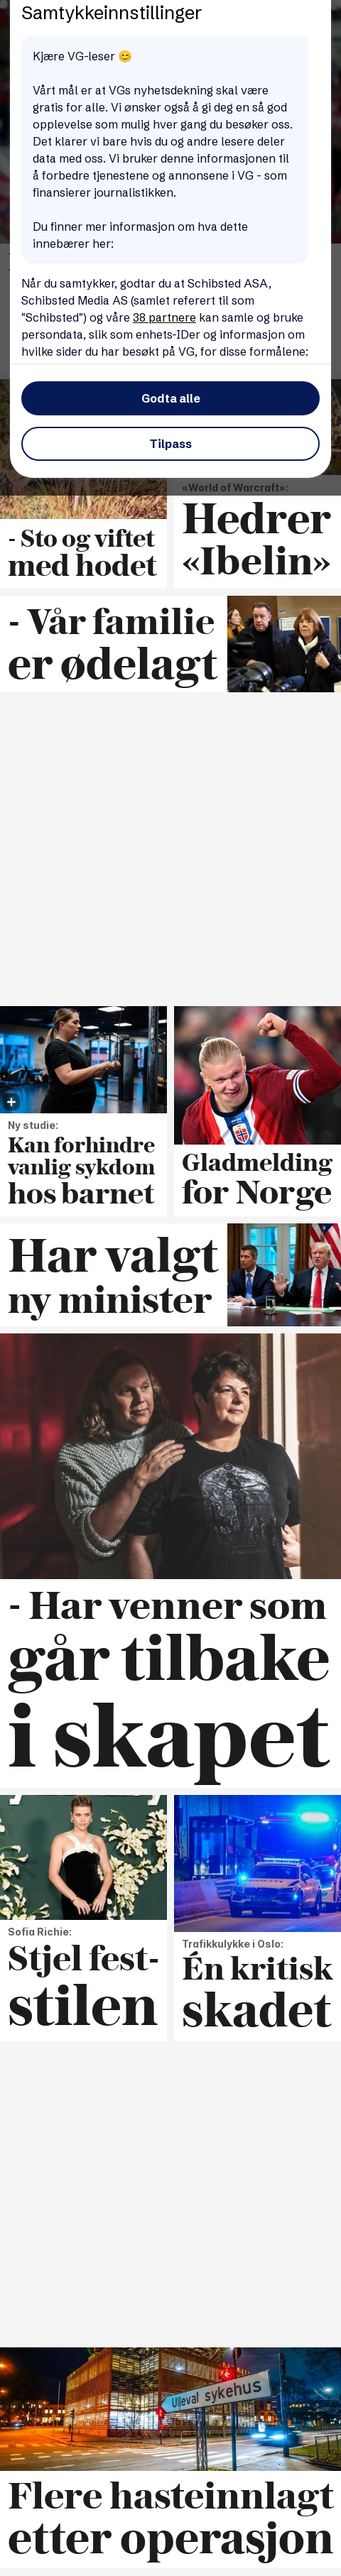 Samtykkeinnstillinger
Kjære VG-leser 😊
Vårt mål er at VGs nyhetsdekning skal være
gratis for alle. Vi ønsker også å gi deg en så god
opplevelse som mulig hver gang du besøker oss.
Det klarer vi bare hvis du og andre lesere deler
data med oss. Vi bruker denne informasjonen til
å forbedre tjenestene og annonsene i VG - som
finansierer journalistikken.
Du finner mer informasjon om hva dette
innebærer her:
Når du samtykker, godtar du at Schibsted ASA,
Schibsted Media AS (samlet referert til som
"Schibsted") og våre 38 partnere kan samle og bruke
persondata, slik som enhets-IDer og informasjon om
hvilke sider du har besøkt på VG, for disse formålene:
Godta alle
Tilpass
- Sto og viftet
med hodet
«World of Warcraft»:
Hedrer
«Ibelin»
- Vår familie
er ødelagt
Ny studie:
Kan forhindre
vanlig sykdom
hos barnet
Gladmelding
for Norge
Har valgt
ny minister
- Har venner som
går tilbake
i skapet
Sofia Richie:
Stjel fest-
stilen
Trafikkulykke i Oslo:
Én kritisk
skadet
Ullevål sykehus
Flere hasteinnlagt
etter operasjon